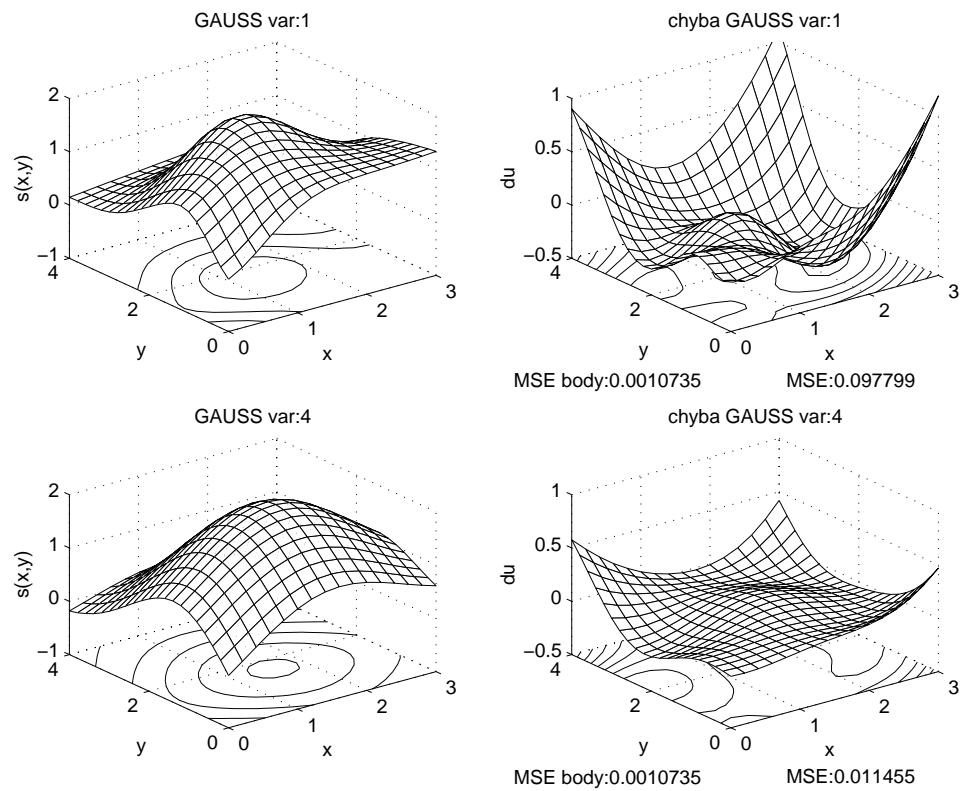 GAUSS var:1
2
1
0
−1
s(x,y)
4
2
0
y
0
1
2
3
x
chyba GAUSS var:1
1
0.5
0
−0.5
du
4
2
0
y
0
1
2
3
x
MSE body:0.0010735
MSE:0.097799
GAUSS var:4
2
1
0
−1
s(x,y)
4
2
0
y
0
1
2
3
x
chyba GAUSS var:4
1
0.5
0
−0.5
du
4
2
0
y
0
1
2
3
x
MSE body:0.0010735
MSE:0.011455